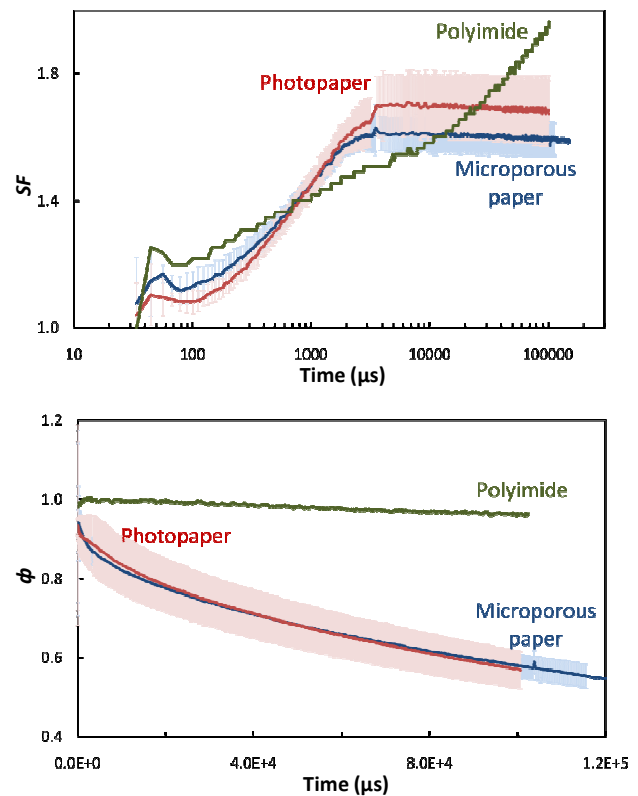 Polyimide
1.8
Photopaper
SF
Microporous
paper
1.4
1.0
10 100 1000 10000 100000
Time (µs)
1.2
1.0
Polyimide
Photopaper
ϕ
0.8
Microporous
paper
0.6
0.4
0.0E+0 4.0E+4 8.0E+4 1.2E+5
Time (µs)